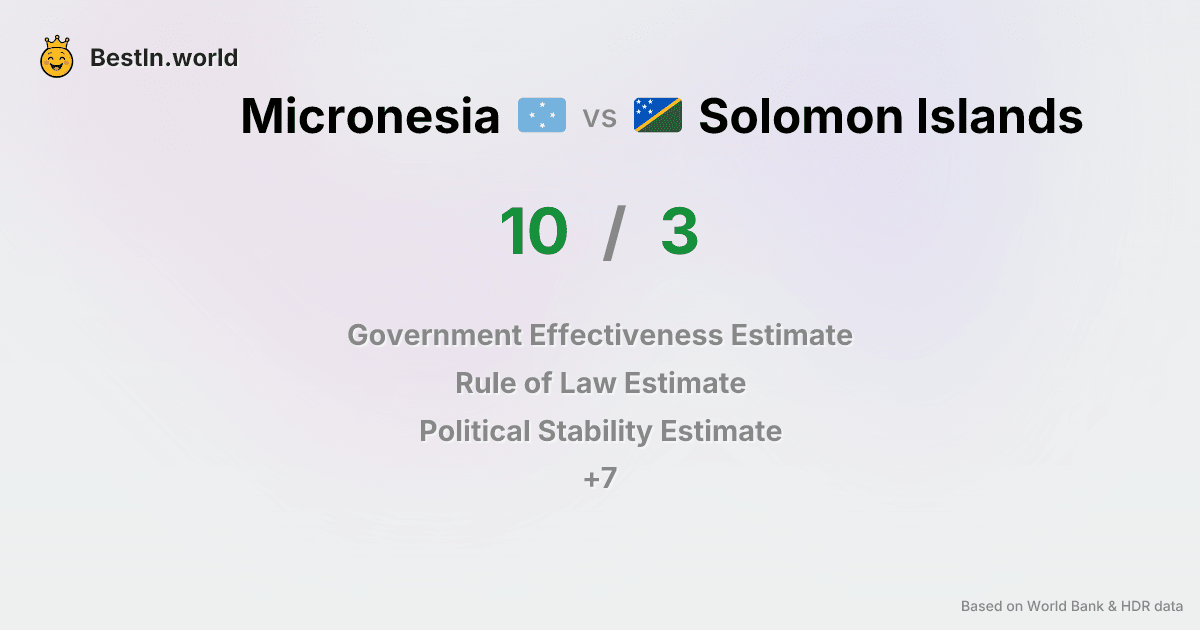 BestIn.world
Micronesia vs Solomon Islands
10 / 3
Government Effectiveness Estimate
Rule of Law Estimate
Political Stability Estimate
+7
Based on World Bank & HDR data